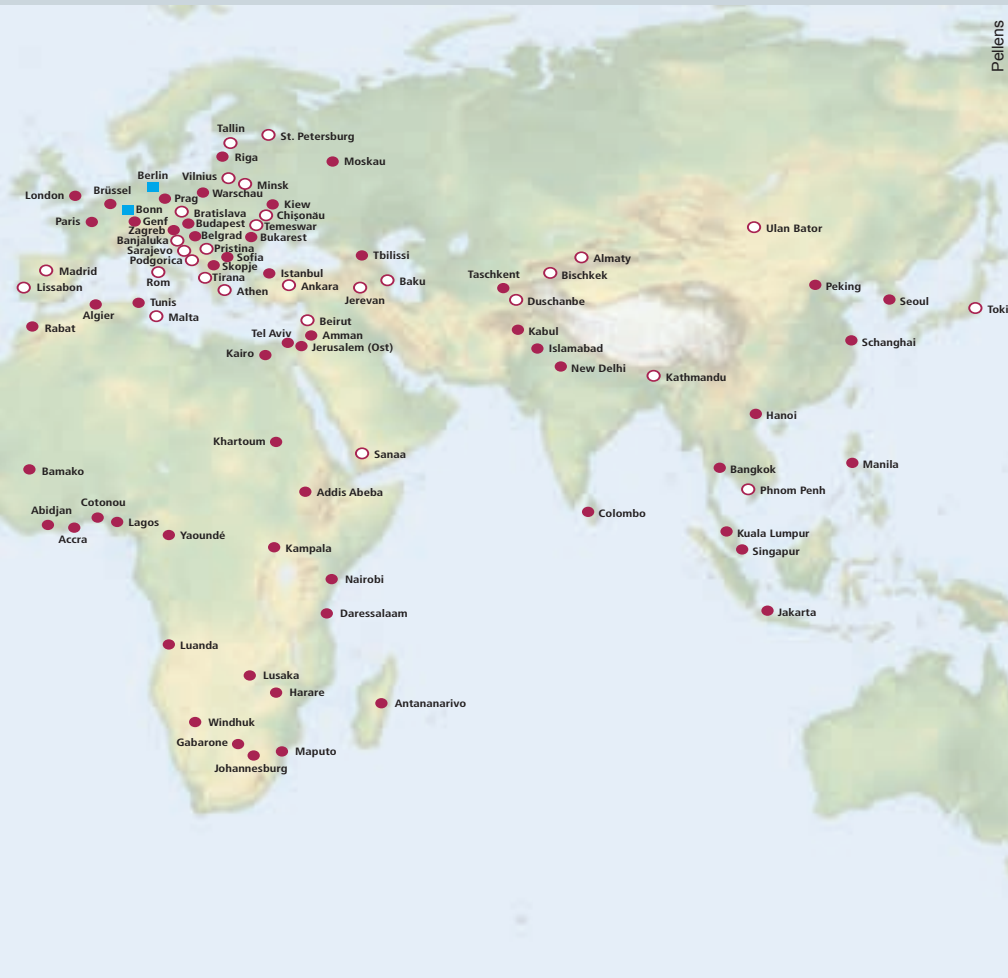 Pellens
Tallin
St. Petersburg
Riga
Moskau
Berlin
Vilnius
Minsk
London
Brüssel
Prag
Warschau
Kiew
Bonn
Bratislava
Chişonău
Paris
Genf
Budapest
Temeswar
Zagreb
Belgrad
Bukarest
Banjaluka
Pristina
Sarajevo
Sofia
Podgorica
Skopje
Tbilissi
Ulan Bator
Almaty
Madrid
Rom
Tirana
Istanbul
Taschkent
Bischkek
Lissabon
Athen
Ankara
Baku
Peking
Jerevan
Duschanbe
Seoul
Tunis
Algier
Malta
Toki
Rabat
Beirut
Kabul
Tel Aviv
Amman
Schanghai
Jerusalem (Ost)
Islamabad
Kairo
New Delhi
Kathmandu
Hanoi
Khartoum
Sanaa
Bamako
Manila
Bangkok
Addis Abeba
Phnom Penh
Cotonou
Abidjan
Lagos
Colombo
Accra
Yaoundé
Kuala Lumpur
Kampala
Singapur
Nairobi
Daressalaam
Jakarta
Luanda
Lusaka
Harare
Antananarivo
Windhuk
Gabarone
Maputo
Johannesburg